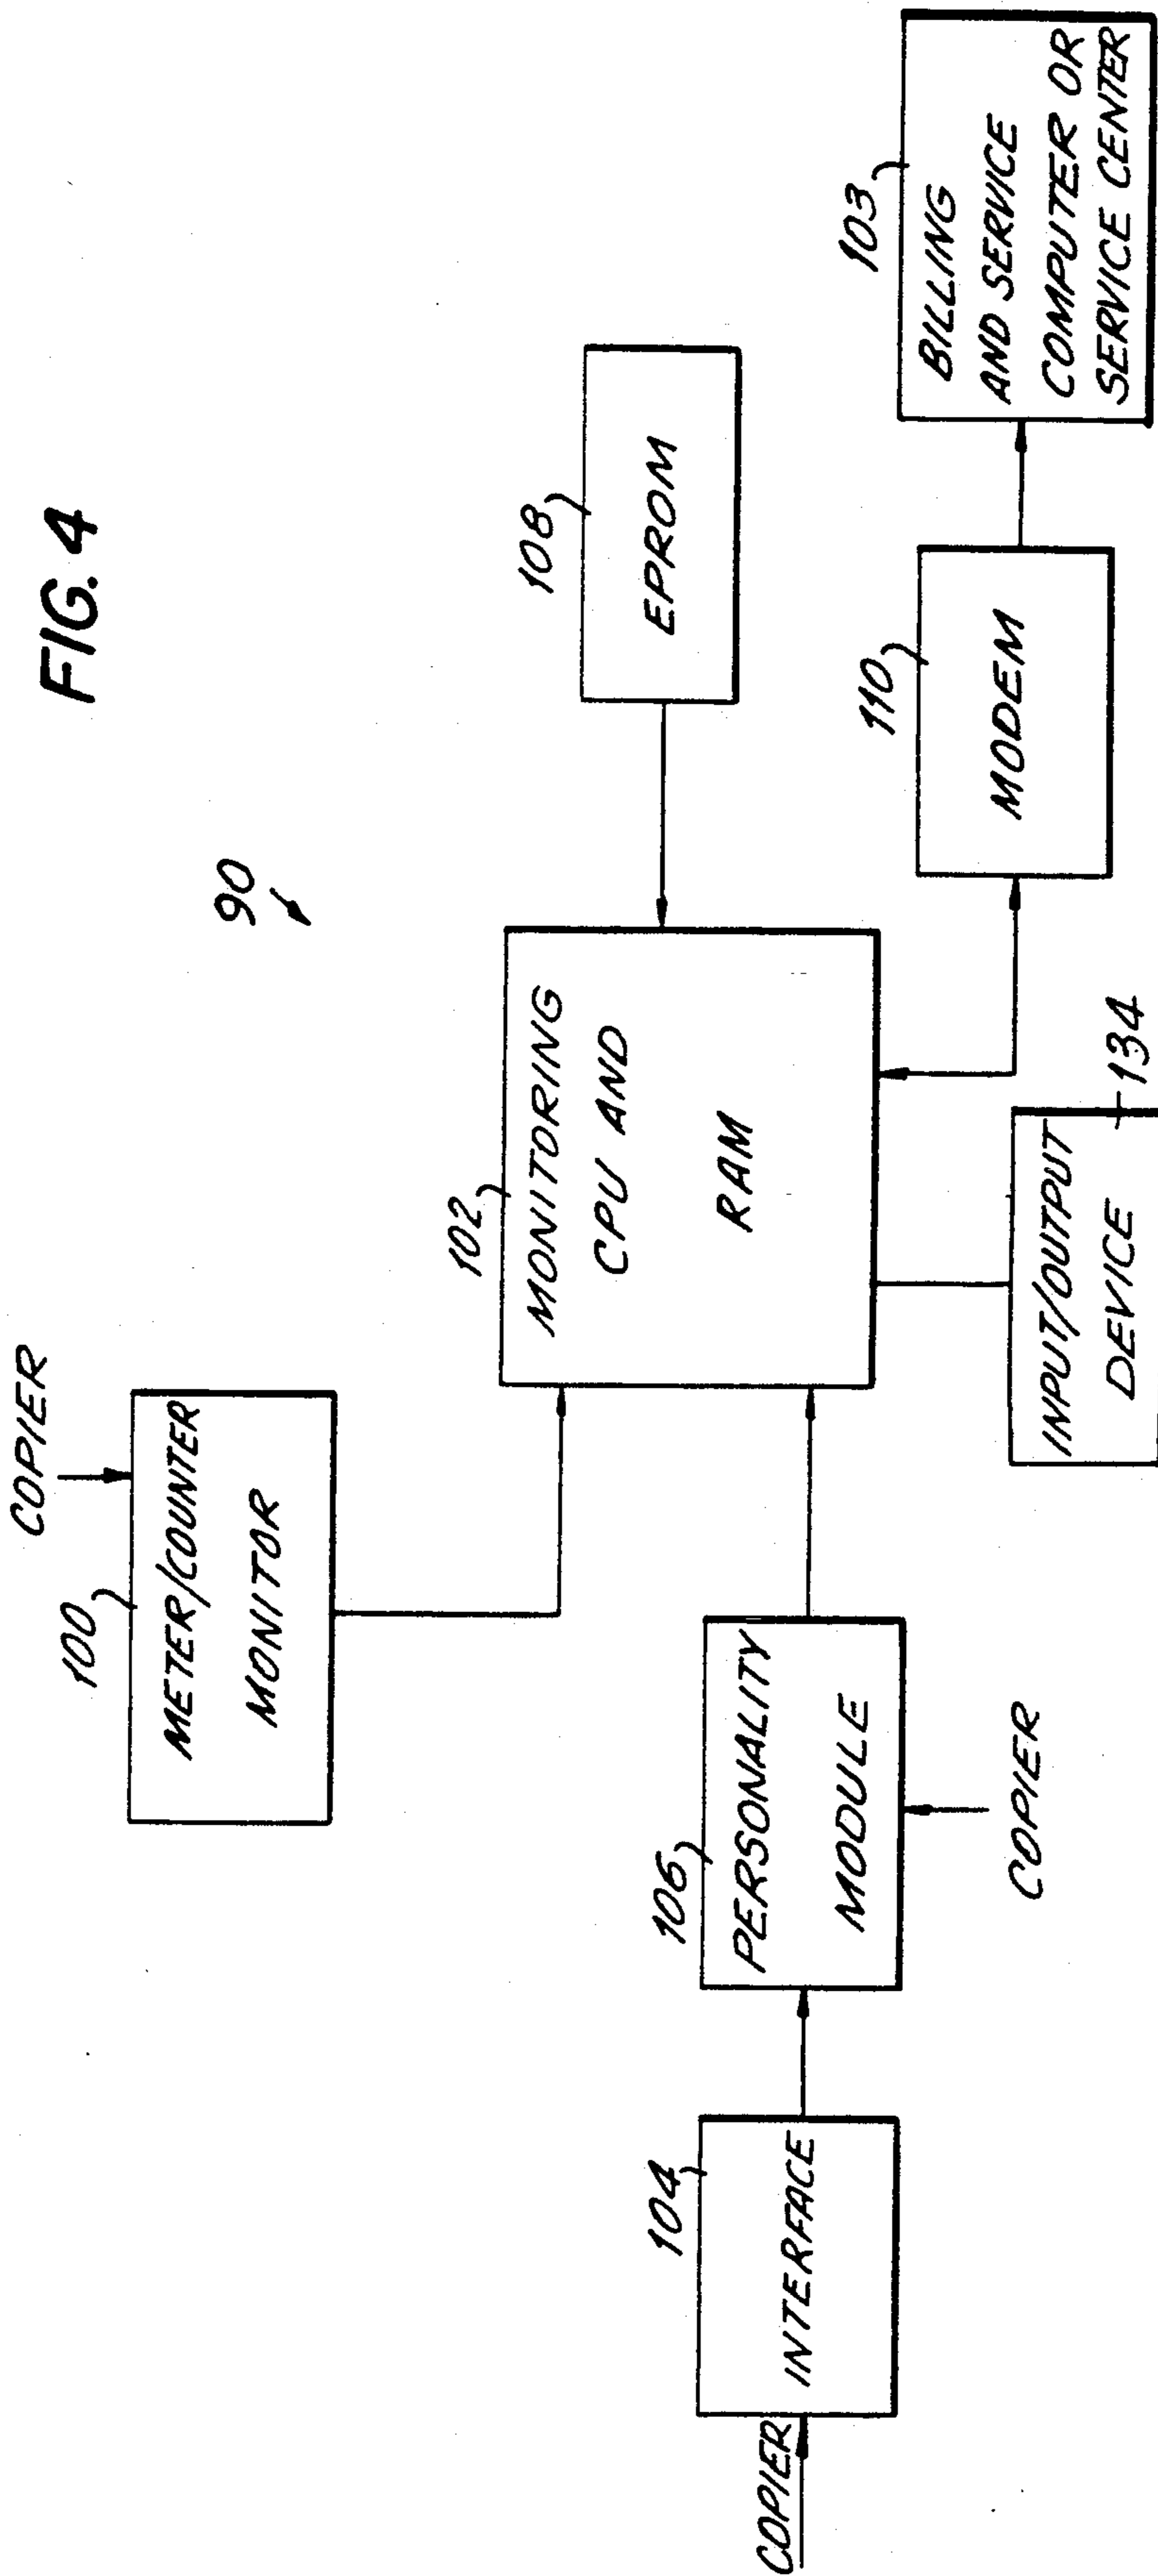 FIG. 4
90
COPIER
100
METER/COUNTER
MONITOR
102
MONITORING
CPU AND
RAM
108
EPROM
104
COPIER
INTERFACE
106
PERSONALITY
MODULE
COPIER
110
MODEM
103
BILLING
AND SERVICE
COMPUTER OR
SERVICE CENTER
INPUT/OUTPUT
DEVICE
134